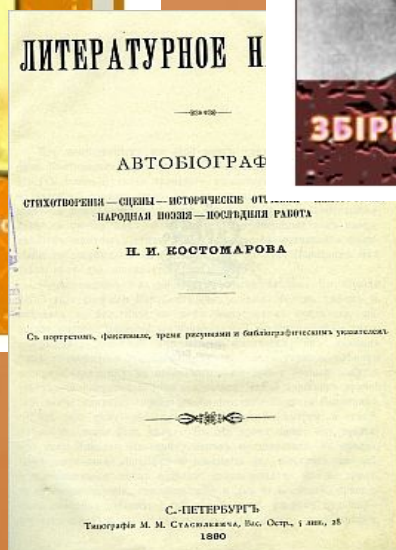 ЛИТЕРАТУРНОЕ Н
ЗБІР
АВТОБІОГРАФ
СТИХОТВОРЕНІЯ — СЦЕНЫ — ИСТОРИЧЕСКІЕ
НАРОДНАЯ ПОЭЗІЯ — ПОСЛѢДНЯЯ РАБОТА
Н. И. КОСТОМАРОВА
Съ портретомъ, факсимиле, тремя рисунками и библіографическимъ указателемъ
С.-ПЕТЕРБУРГЪ
Типографія М. М. Стасюлевича, Вас. Остр., 5 лин., 28
1890